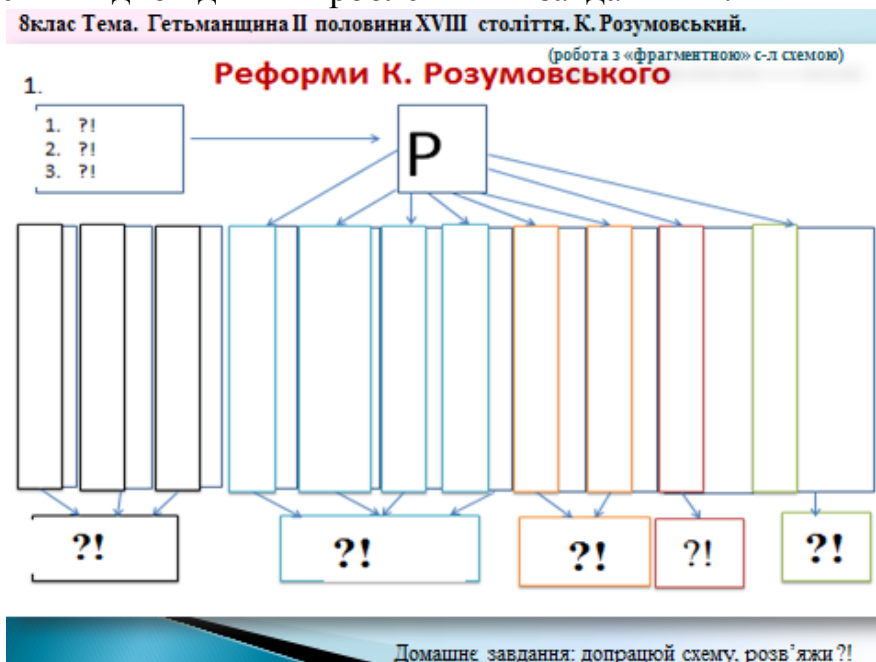 8клас Тема. Гетьманщина ІІ половини XVIII століття. К. Розумовський.
(робота з «фрагментною» с-л схемою)
Реформи К. Розумовського
1.
1. ?!
2. ?!
3. ?!
Р
?! ?! ?! ?! ?!
Домашнє завдання: допрацюй схему, розв’яжи ?!